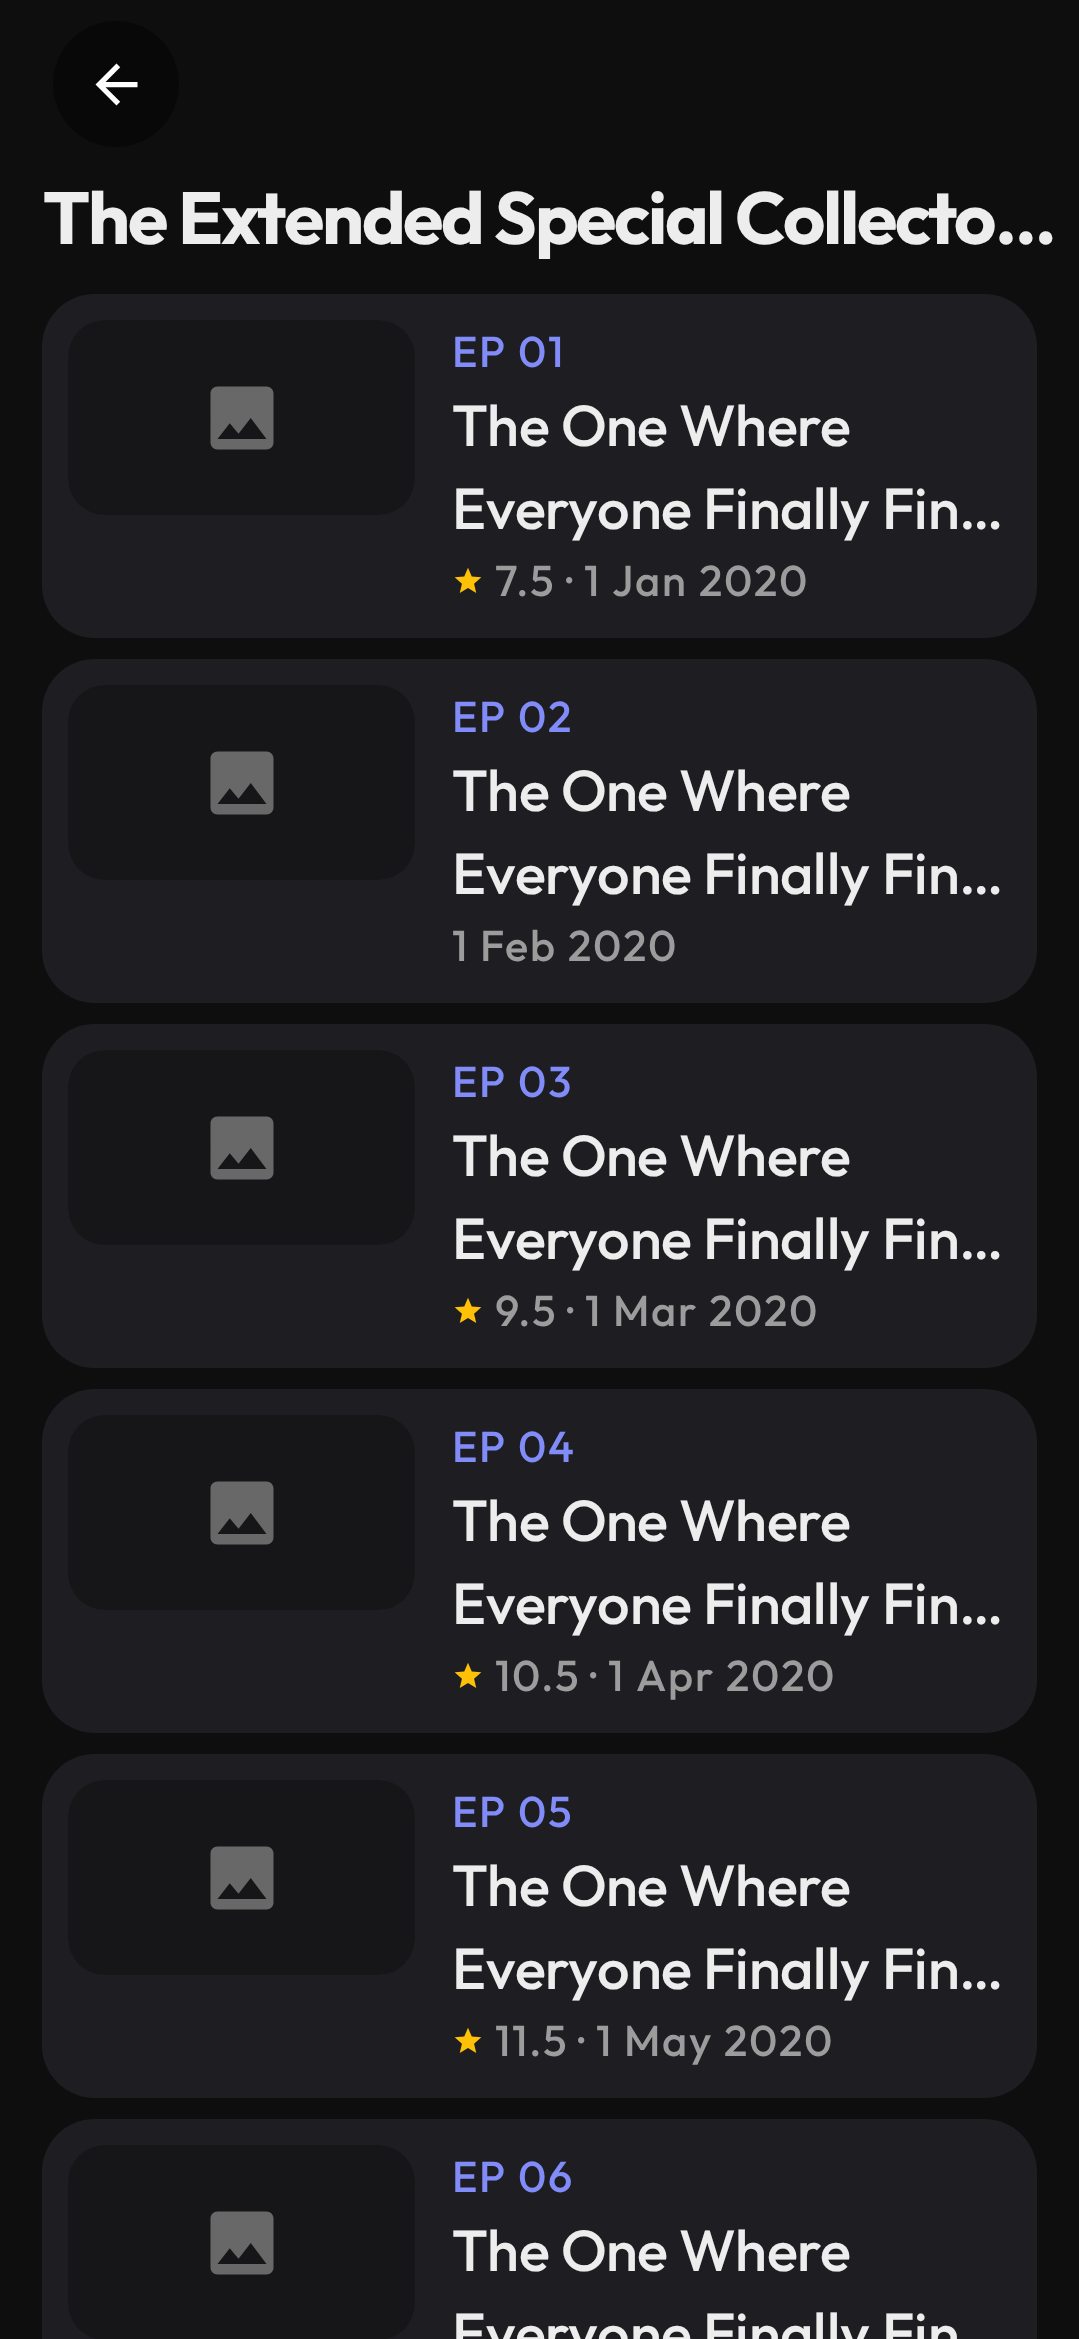 The Extended Special Collecto...
EP 01
The One Where
Everyone Finally Fin...
7.5 · 1 Jan 2020
EP 02
The One Where
Everyone Finally Fin...
1 Feb 2020
EP 03
The One Where
Everyone Finally Fin...
9.5 · 1 Mar 2020
EP 04
The One Where
Everyone Finally Fin...
10.5 · 1 Apr 2020
EP 05
The One Where
Everyone Finally Fin...
11.5 · 1 May 2020
EP 06
The One Where
Everyone Finally Fin...